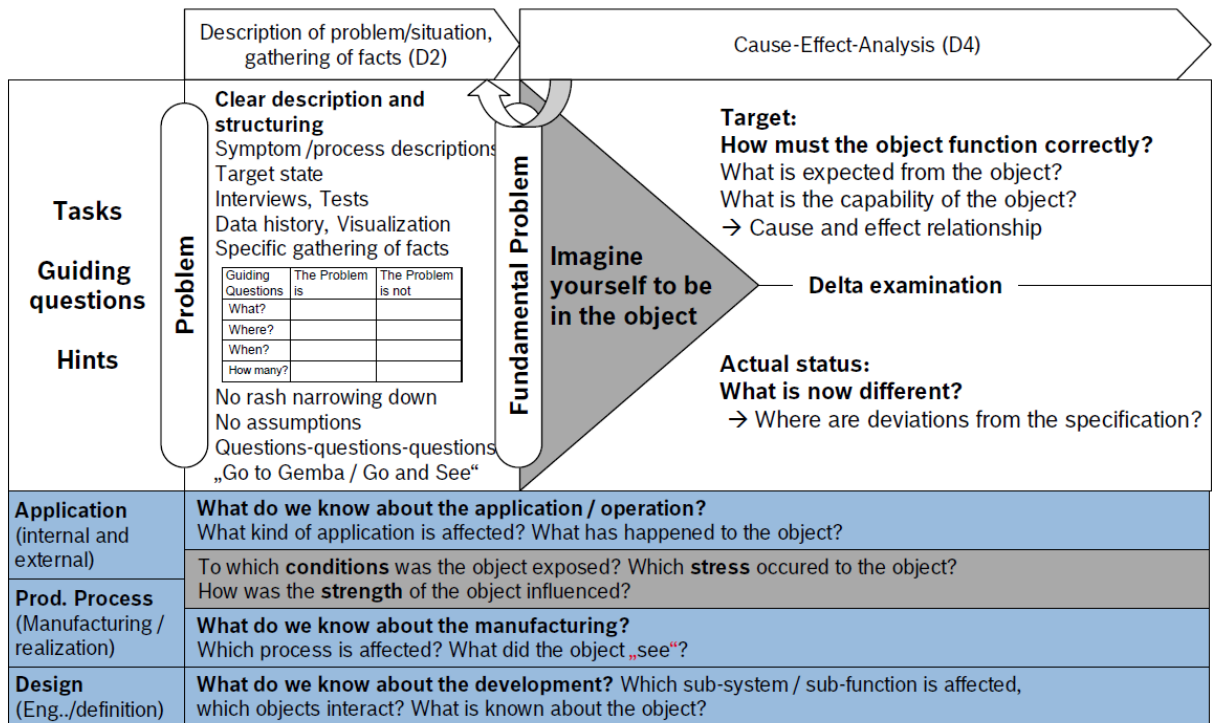 Description of problem/situation,
gathering of facts (D2)
Cause-Effect-Analysis (D4)
Tasks
Guiding
questions
Hints
Problem
Clear description and
structuring
Symptom /process descriptions
Target state
Interviews, Tests
Data history, Visualization
Specific gathering of facts
Guiding Questions The Problem is The Problem is not
What?
Where?
When?
How many?
No rash narrowing down
No assumptions
Questions-questions-questions
„Go to Gemba / Go and See“
Fundamental Problem
Imagine
yourself to be
in the object
Target:
How must the object function correctly?
What is expected from the object?
What is the capability of the object?
→ Cause and effect relationship
Delta examination
Actual status:
What is now different?
→ Where are deviations from the specification?
Application
(internal and
external)
What do we know about the application / operation?
What kind of application is affected? What has happened to the object?
To which conditions was the object exposed? Which stress occured to the object?
How was the strength of the object influenced?
Prod. Process
(Manufacturing /
realization)
What do we know about the manufacturing?
Which process is affected? What did the object „see“?
Design
(Eng../definition)
What do we know about the development? Which sub-system / sub-function is affected,
which objects interact? What is known about the object?